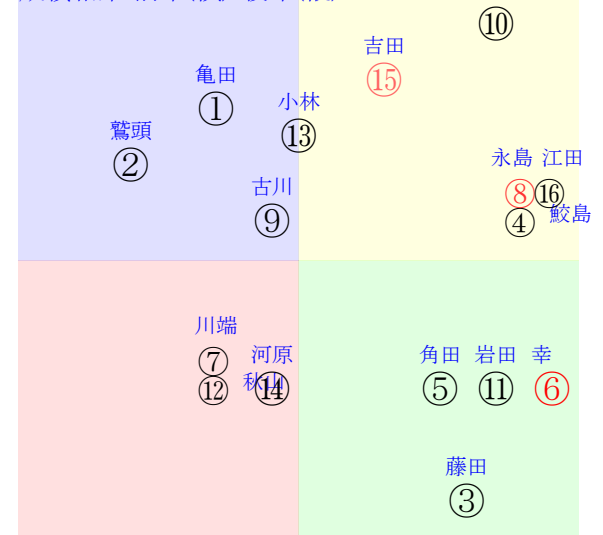 ⑩
吉田
⑮
亀田
①
小林
⑬
鷲頭
②
永島 江田
⑧⑯
古川
⑨
④ 鮫島
川端
⑦
河原
⑫ 秋山
⑭
角田 岩田 幸
⑤ ⑪ ⑥
藤田
③